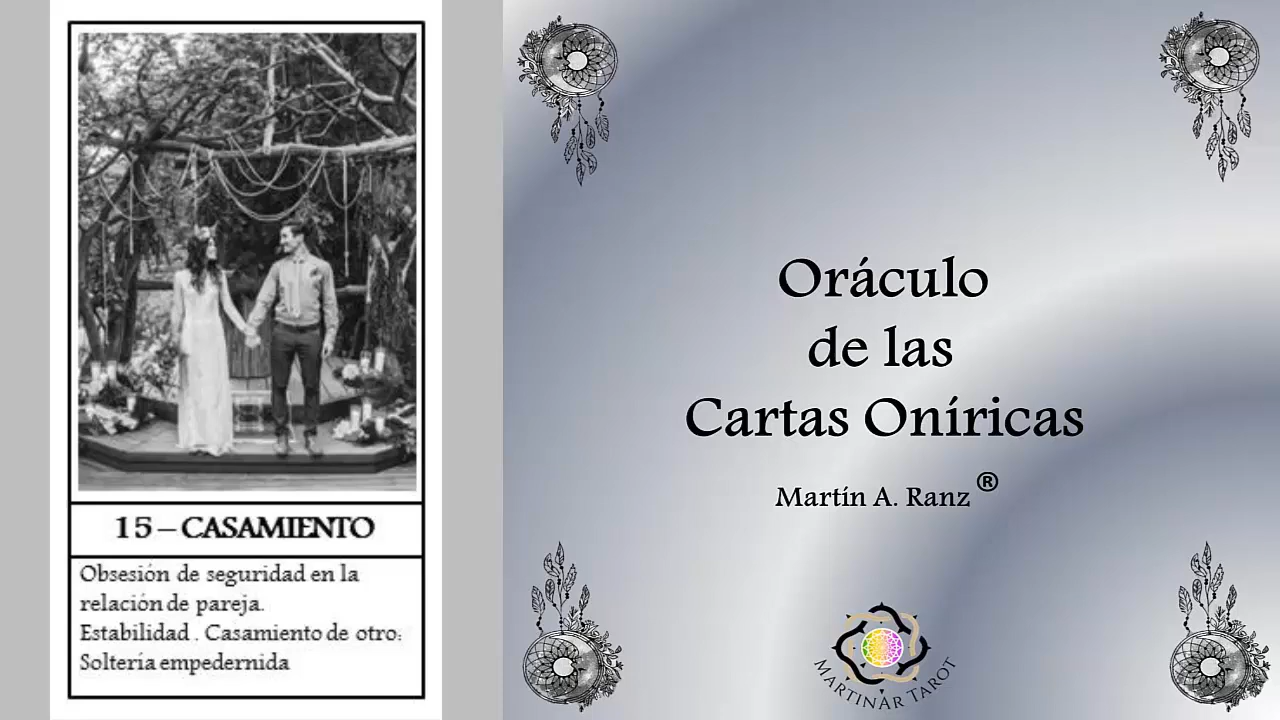 15 – CASAMIENTO
Obsesión de seguridad en la
relación de pareja.
Estabilidad . Casamiento de otro:
Soltería empedernida
Oráculo
de las
Cartas Oníricas
Martín A. Ranz ®
MARTINAR TAROT